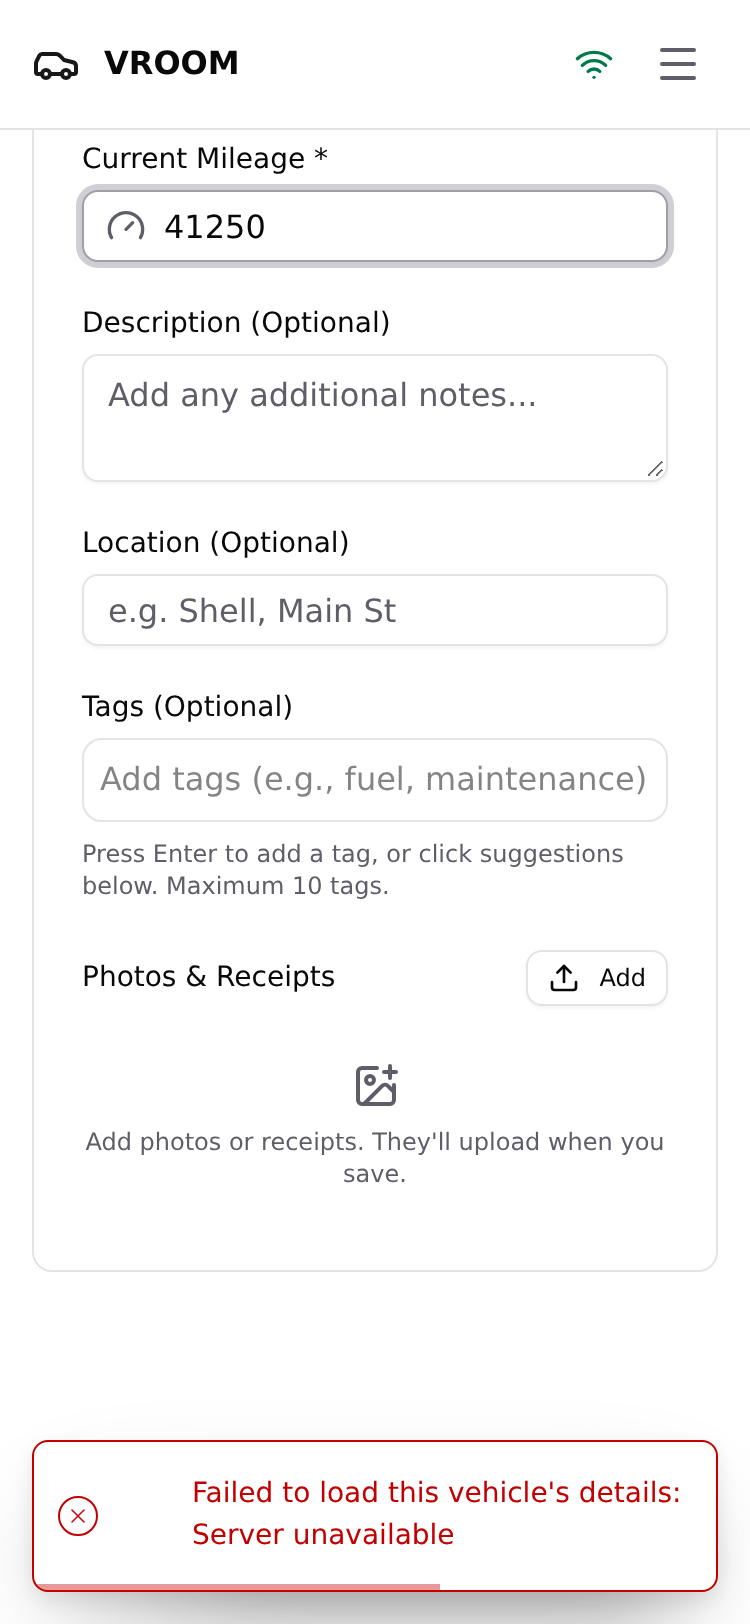 VROOM
Current Mileage *
41250
Description (Optional)
Add any additional notes...
Location (Optional)
e.g. Shell, Main St
Tags (Optional)
Add tags (e.g., fuel, maintenance)
Press Enter to add a tag, or click suggestions
below. Maximum 10 tags.
Photos & Receipts
Add
Add photos or receipts. They'll upload when you
save.
Failed to load this vehicle's details:
Server unavailable